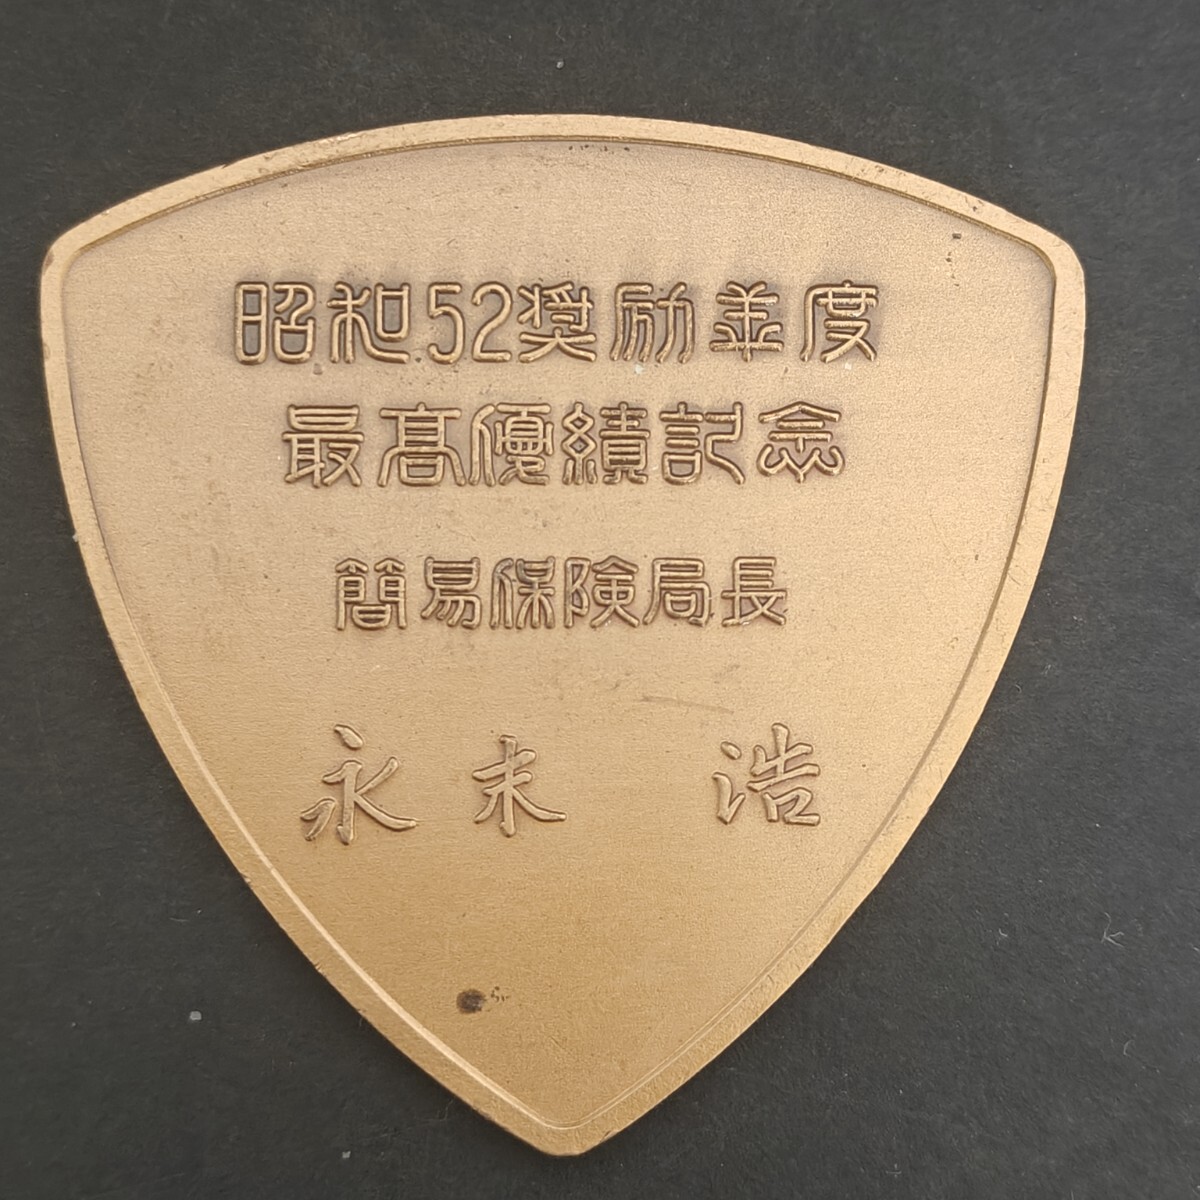 昭和52奨励年度
最高優績記念
簡易保険局長
永末 浩